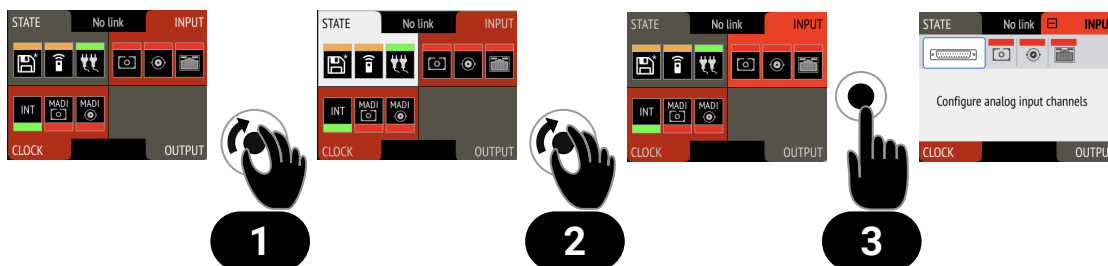 STATE No link INPUT
INT MADI MADI
CLOCK OUTPUT
1
STATE No link INPUT
INT MADI MADI
CLOCK OUTPUT
2
STATE No link INPUT
INT MADI MADI
CLOCK OUTPUT
3
STATE No link INPU
Configure analog input channels
CLOCK OUTPU